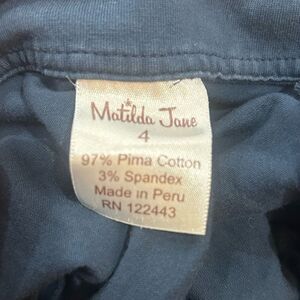 Matilda Jane
4
97% Pima Cotton
3% Spandex
Made in Peru
RN 122443